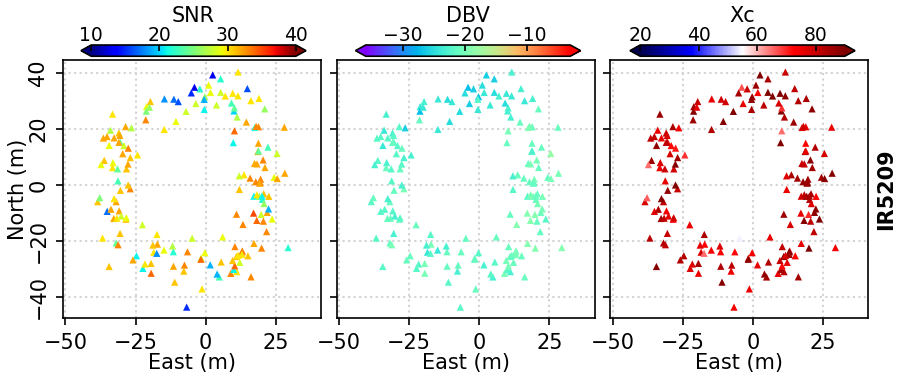 SNR DBV Xc
10 20 30 40 −30 −20 −10 20 40 60 80
40
20
0
−20
−40
North (m)
−50 −25 0 25 −50 −25 0 25 −50 −25 0 25
East (m) East (m) East (m)
IR5209